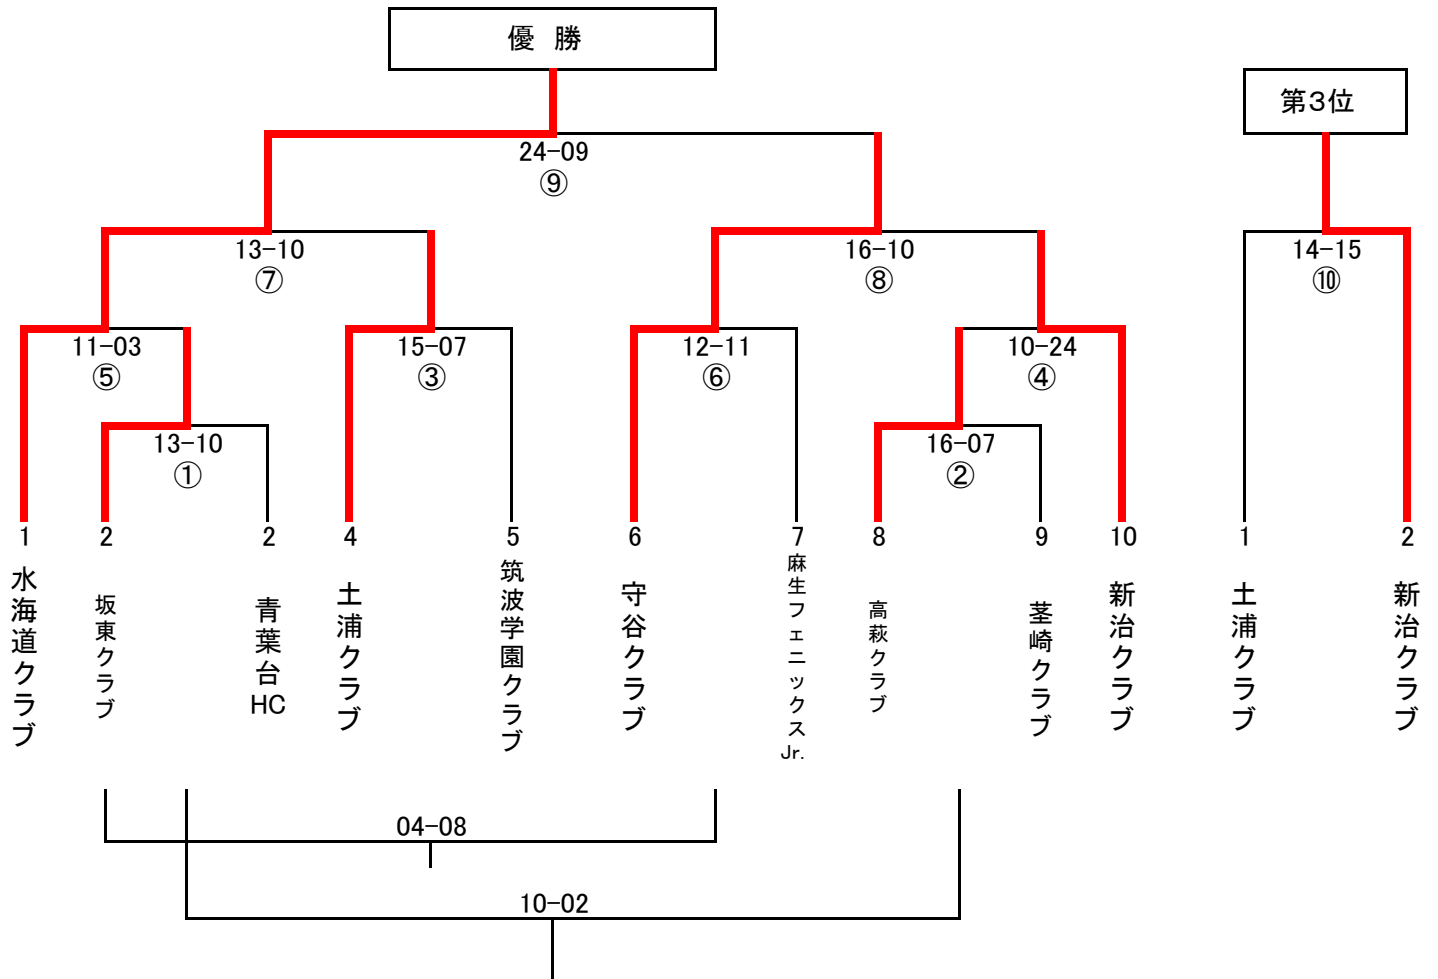 優 勝
第3位
24-09
⑨
13-10
⑦
16-10
⑧
14-15
⑩
11-03
⑤
15-07
③
12-11
⑥
10-24
④
13-10
①
16-07
②
1
2
2
4
5
6
7
8
9
10
1
2
水海道クラブ
坂東クラブ
青葉台HC
土浦クラブ
筑波学園クラブ
守谷クラブ
麻生フェニックスJr.
高萩クラブ
茎崎クラブ
新治クラブ
土浦クラブ
新治クラブ
04-08
10-02